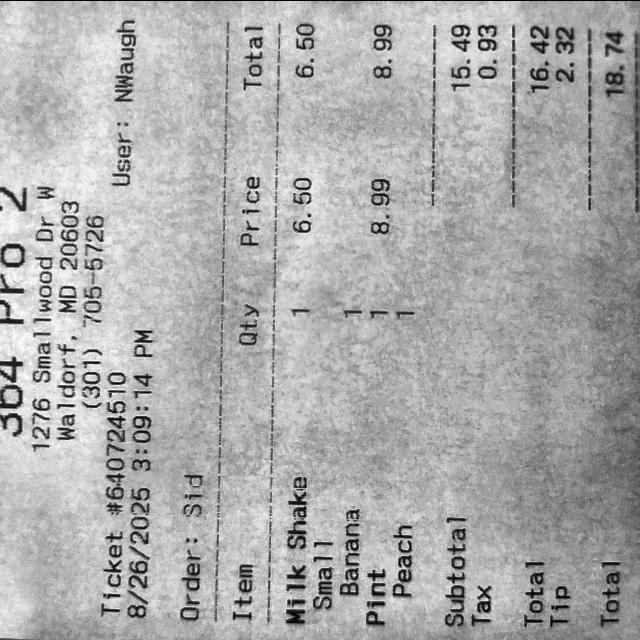 364 Pro 2
1276 Smallwood Dr W
Waldorf, MD 20603
(301) 705-5726
Ticket #640724510
8/26/2025 3:09:14 PM User: NWaugh
Order: Sid
Item Qty Price Total
Milk Shake 1 6.50 6.50
Small
Banana 1
Pint 1 8.99 8.99
Peach 1
Subtotal 15.49
Tax 0.93
Total 16.42
Tip 2.32
Total 18.74